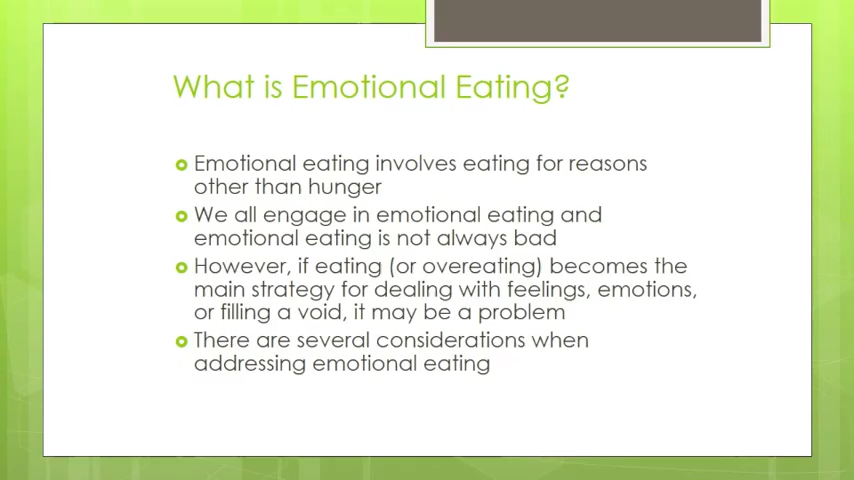 What is Emotional Eating?
Emotional eating involves eating for reasons
other than hunger
We all engage in emotional eating and
emotional eating is not always bad
However, if eating (or overeating) becomes the
main strategy for dealing with feelings, emotions,
or filling a void, it may be a problem
There are several considerations when
addressing emotional eating